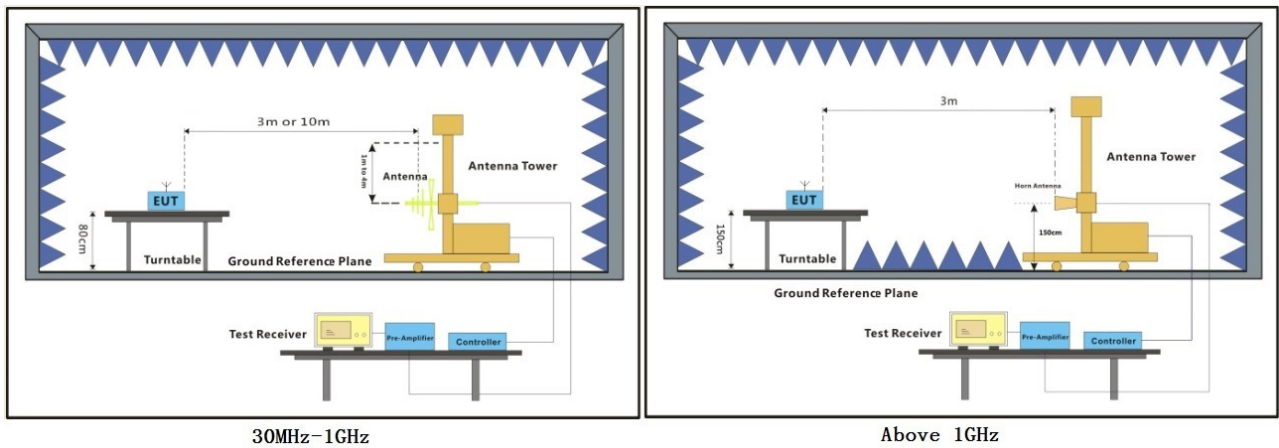 3m or 10m
1m to 4m
Antenna Tower
Antenna
EUT
80cm
Turntable
Ground Reference Plane
Test Receiver
Pre-Amplifier
Controller
30MHz-1GHz
3m
Antenna Tower
Horn Antenna
EUT
150cm
150cm
Turntable
Ground Reference Plane
Test Receiver
Pre-Amplifier
Controller
Above 1GHz